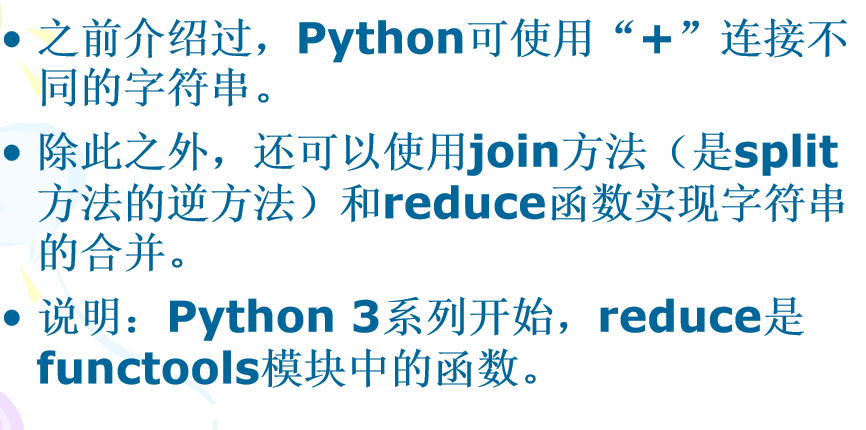 • 之前介绍过，Python可使用“+”连接不
同的字符串。
• 除此之外，还可以使用join方法（是split
方法的逆方法）和reduce函数实现字符串
的合并。
• 说明：Python 3系列开始，reduce是
functools模块中的函数。